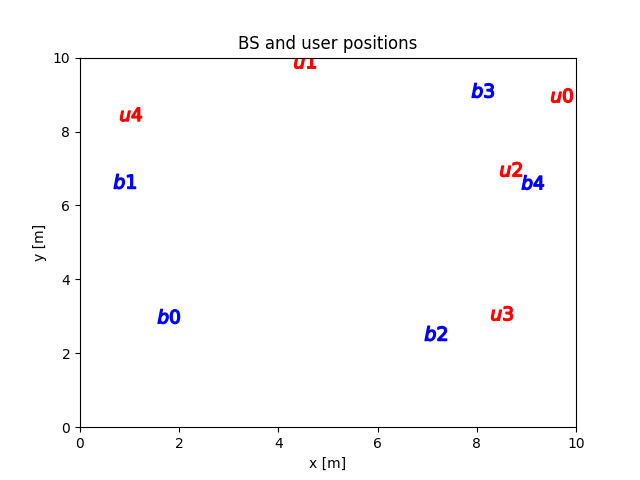 BS and user positions
10
8
6
4
2
0
y [m]
u1
b3
u0
u4
u2
b4
b1
b0
u3
b2
0 2 4 6 8 10
x [m]